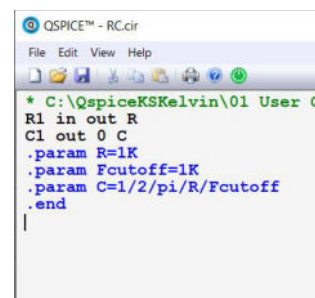 QSPICE™ - RC.cir
File Edit View Help
* C:\QspiceKSKelvin\01 User
R1 in out R
C1 out 0 C
.param R=1K
.param Fcutoff=1K
.param C=1/2/pi/R/Fcutoff
.end